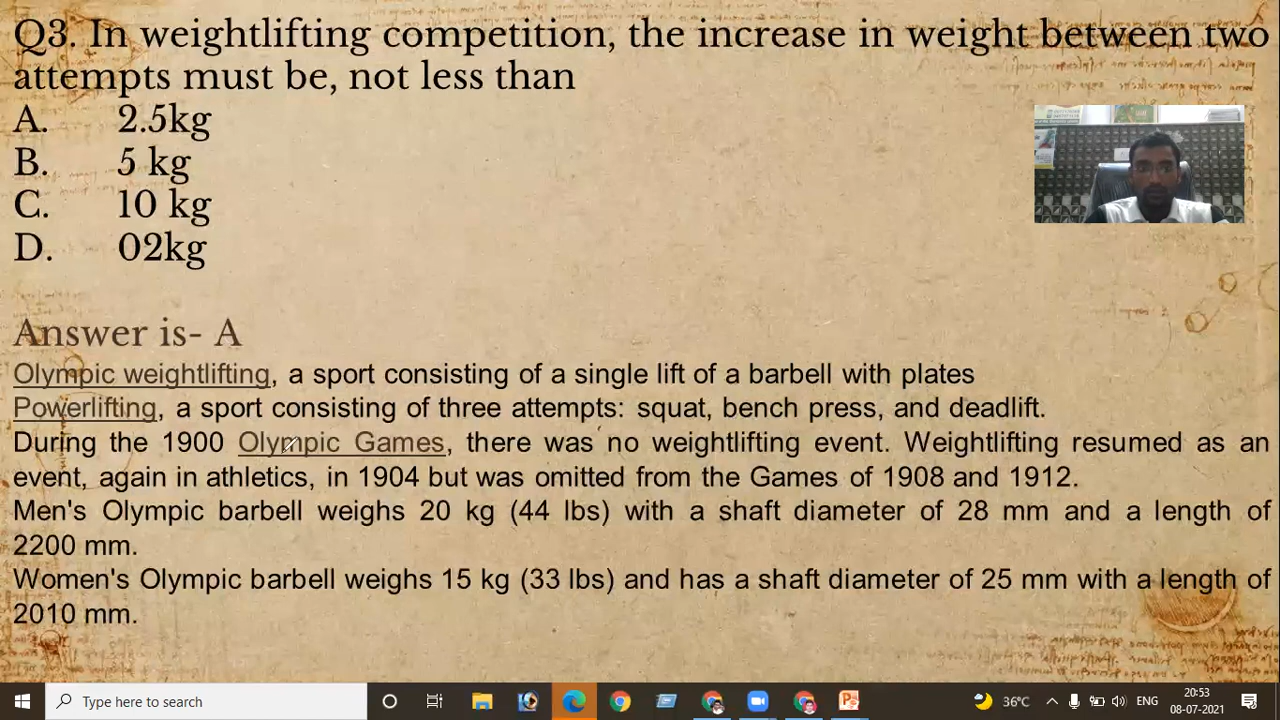 Q3. In weightlifting competition, the increase in weight between two
attempts must be, not less than
A. 2.5kg
B. 5 kg
C. 10 kg
D. 02kg
Answer is- A
Olympic weightlifting, a sport consisting of a single lift of a barbell with plates
Powerlifting, a sport consisting of three attempts: squat, bench press, and deadlift.
During the 1900 Olympic Games, there was no weightlifting event. Weightlifting resumed as an
event, again in athletics, in 1904 but was omitted from the Games of 1908 and 1912.
Men's Olympic barbell weighs 20 kg (44 lbs) with a shaft diameter of 28 mm and a length of
2200 mm.
Women's Olympic barbell weighs 15 kg (33 lbs) and has a shaft diameter of 25 mm with a length of
2010 mm.
Type here to search
36°C
ENG
20:53
08-07-2021